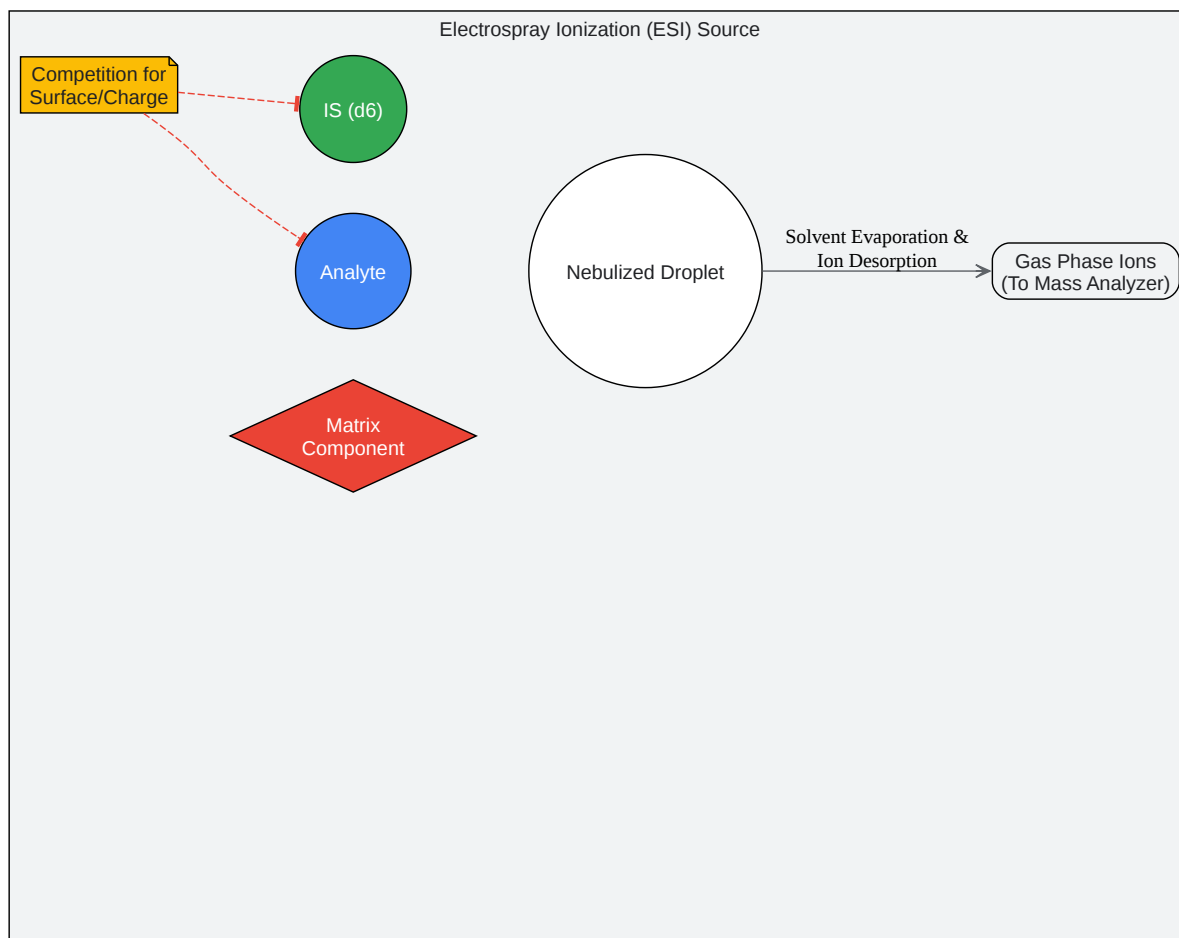 Electrospray Ionization (ESI) Source
Competition for
Surface/Charge
IS (d6)
Analyte
Matrix
Component
Nebulized Droplet
Solvent Evaporation &
Ion Desorption
Gas Phase Ions
(To Mass Analyzer)